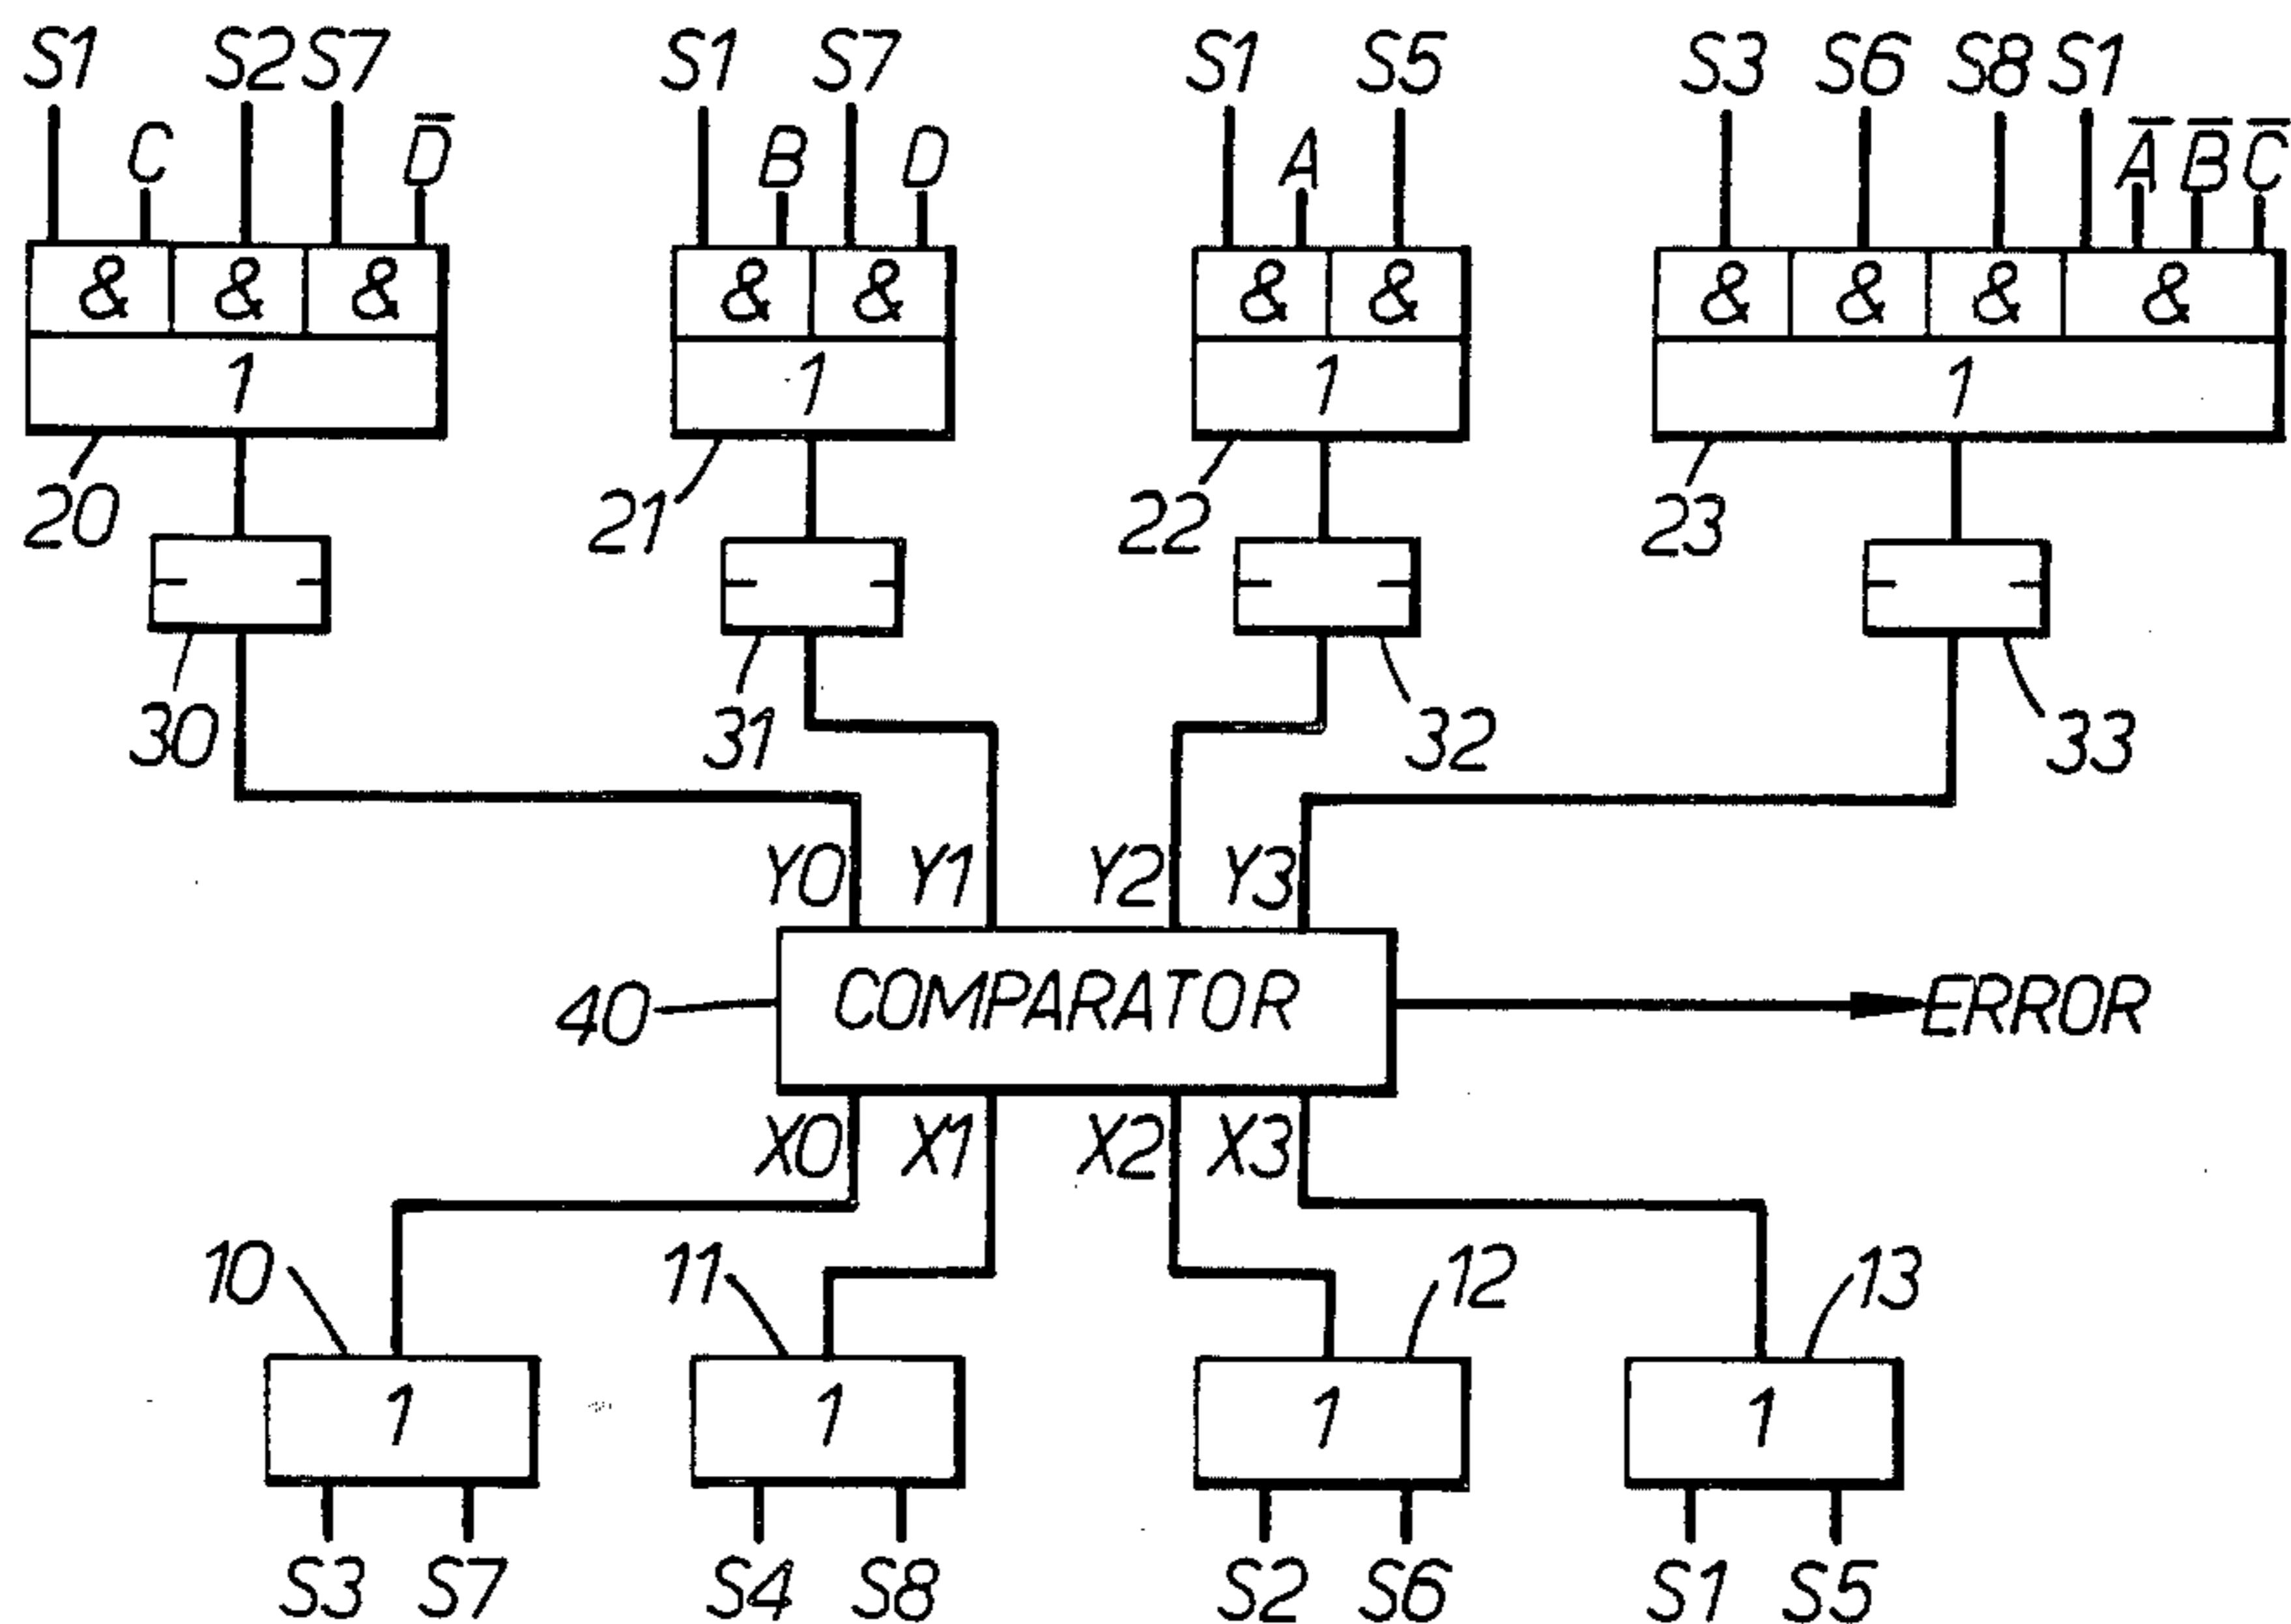 S1 S2 S7 S1 S7 S1 S5 S3 S6 S8 S1
C D̅ B D A A̅ B̅ C̅
& & & & & & & & & & &
1 1 1 1
20 21 22 23
30 31 32 33
Y0 Y1 Y2 Y3
40 COMPARATOR ERROR
X0 X1 X2 X3
10 11 12 13
1 1 1 1
S3 S7 S4 S8 S2 S6 S1 S5